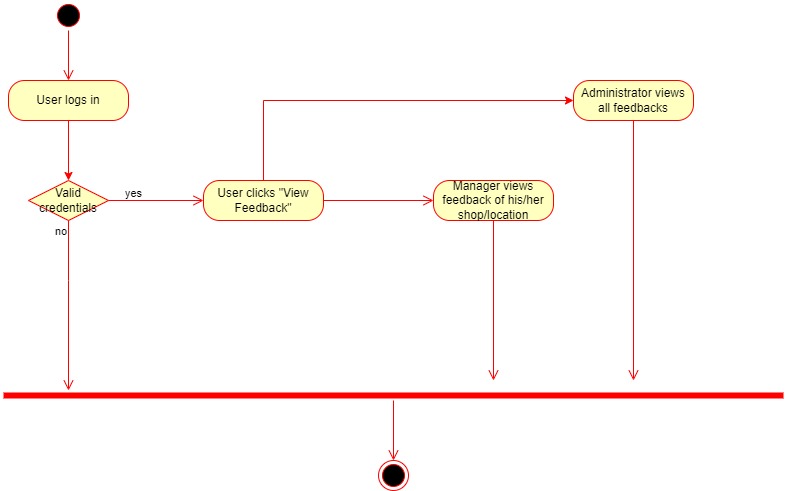 User logs in
Administrator views
all feedbacks
Valid
credentials
yes
User clicks "View
Feedback"
Manager views
feedback of his/her
shop/location
no